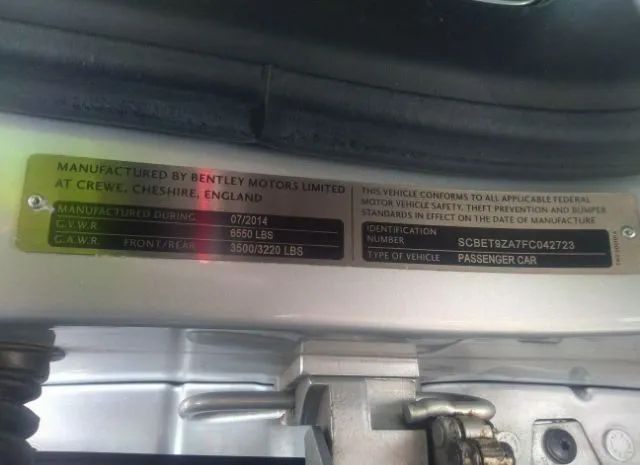 MANUFACTURED BY BENTLEY MOTORS LIMITED
AT CREWE, CHESHIRE, ENGLAND
MANUFACTURED DURING 07/2014
G.V.W.R. 6550 LBS
G.A.W.R. FRONT/REAR 3500/3220 LBS
THIS VEHICLE CONFORMS TO ALL APPLICABLE FEDERAL
MOTOR VEHICLE SAFETY, THEFT PREVENTION AND BUMPER
STANDARDS IN EFFECT ON THE DATE OF MANUFACTURE
IDENTIFICATION
NUMBER SCBET9ZA7FC042723
TYPE OF VEHICLE PASSENGER CAR